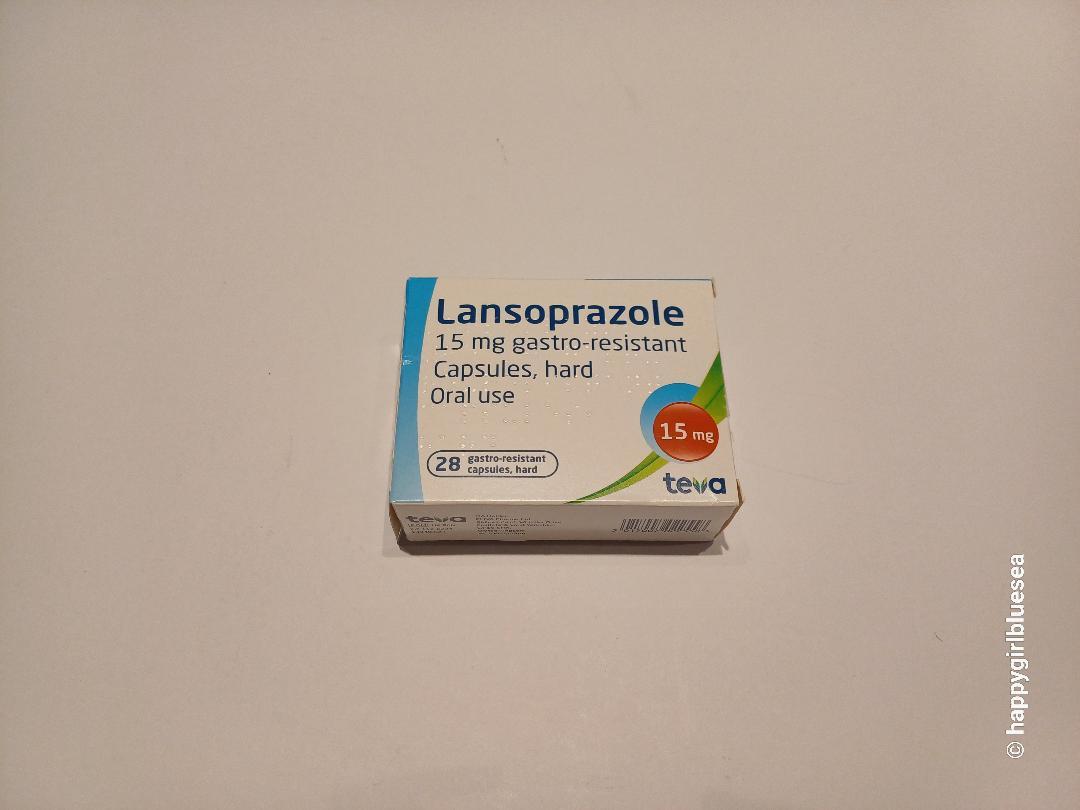 Lansoprazole
15 mg gastro-resistant
Capsules, hard
Oral use
15 mg
28 gastro-resistant
capsules, hard
teva
teva
© happygirlbluesea